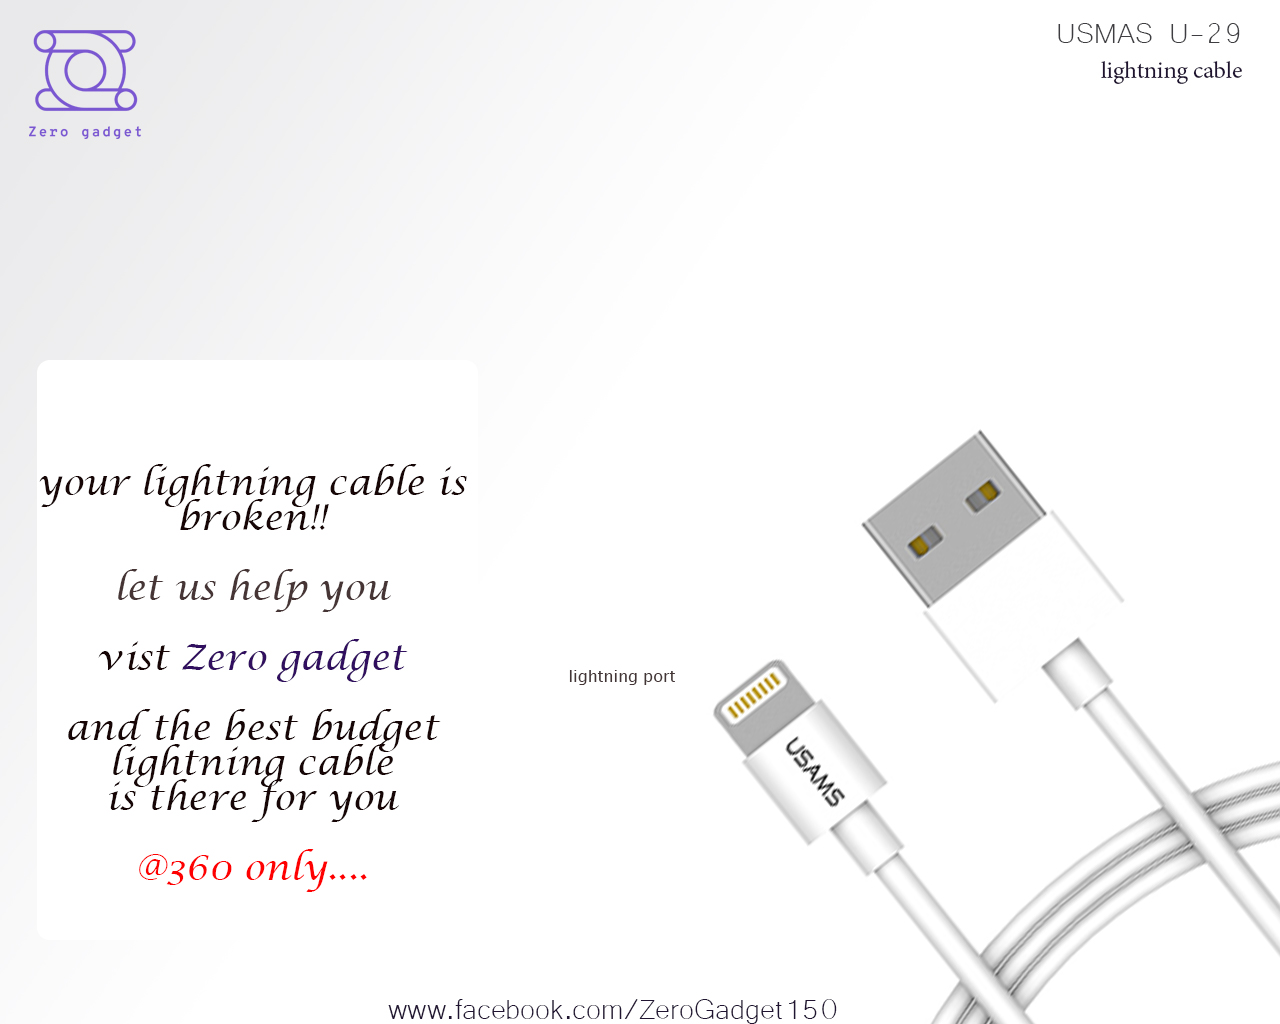 Zero gadget
USMAS U-29
lightning cable
your lightning cable is
broken!!
let us help you
vist Zero gadget
and the best budget
lightning cable
is there for you
@360 only....
lightning port
USAMS
www.facebook.com/ZeroGadget150